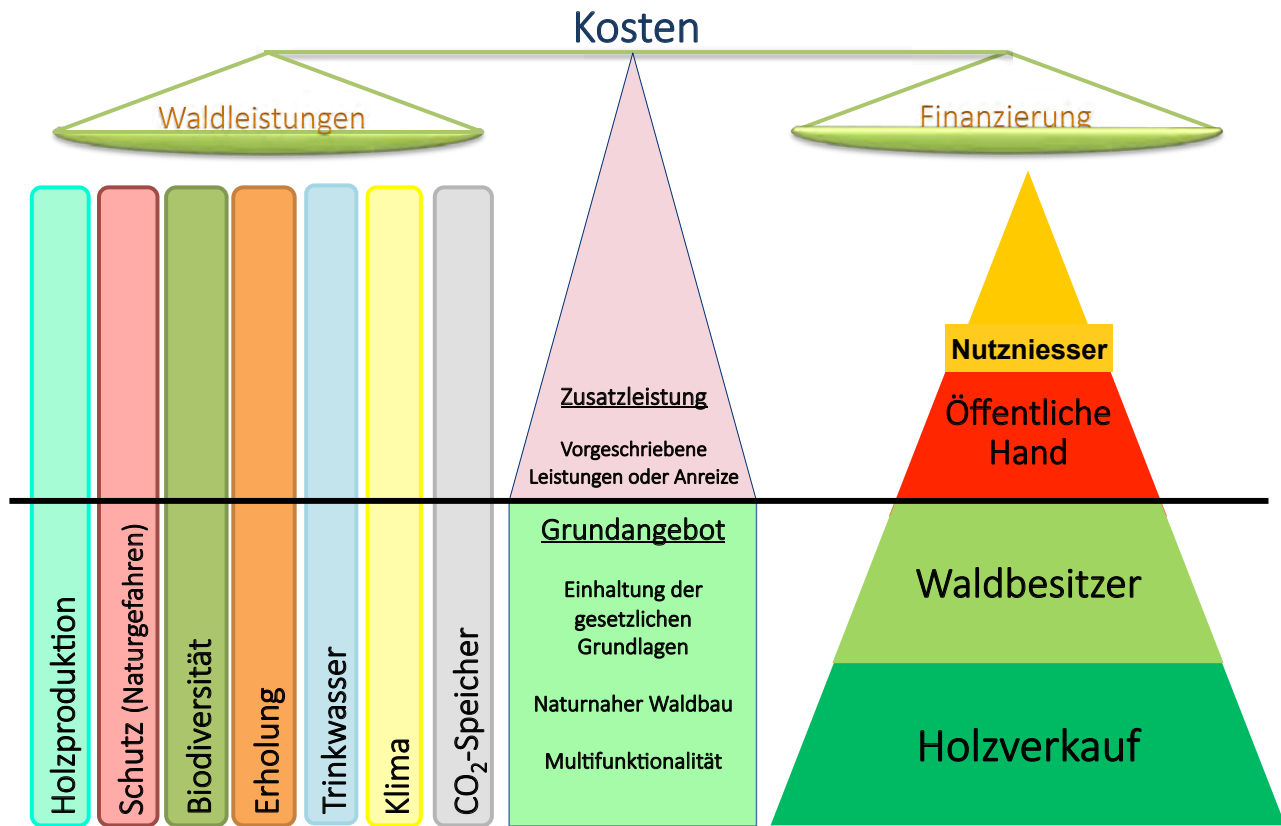 Kosten
Waldleistungen
Finanzierung
Holzproduktion
Schutz (Naturgefahren)
Biodiversität
Erholung
Trinkwasser
Klima
CO₂-Speicher
Zusatzleistung
Vorgeschriebene
Leistungen oder Anreize
Grundangebot
Einhaltung der
gesetzlichen
Grundlagen
Naturnaher Waldbau
Multifunktionalität
Nutzniesser
Öffentliche
Hand
Waldbesitzer
Holzverkauf